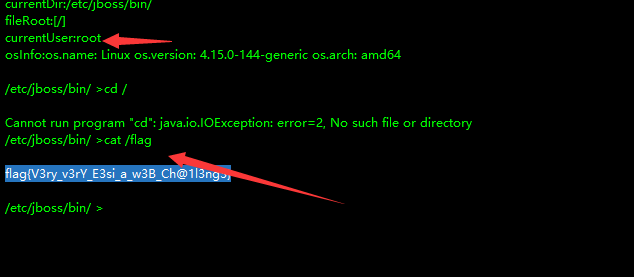 currentDir:/etc/jboss/bin/
fileRoot:[/]
currentUser:root
osInfo:os.name: Linux os.version: 4.15.0-144-generic os.arch: amd64
/etc/jboss/bin/ >cd /
Cannot run program "cd": java.io.IOException: error=2, No such file or directory
/etc/jboss/bin/ >cat /flag
flag{V3ry_v3rY_E3si_a_w3B_Ch@1l3ng3}
/etc/jboss/bin/ >